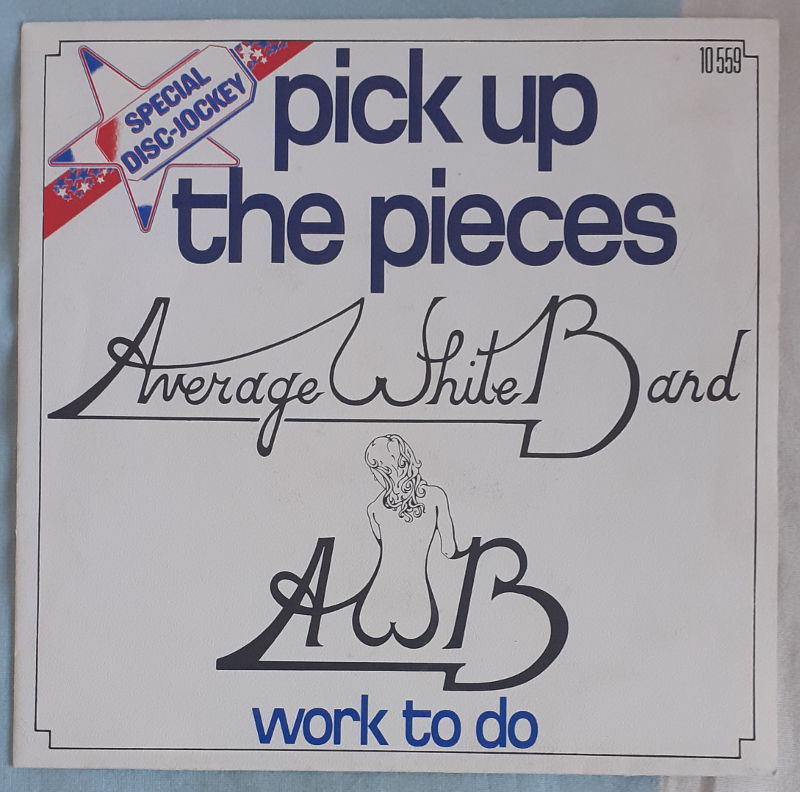 10 559
SPECIAL
DISC-JOCKEY
pick up
the pieces
Average White Band
AWB
work to do